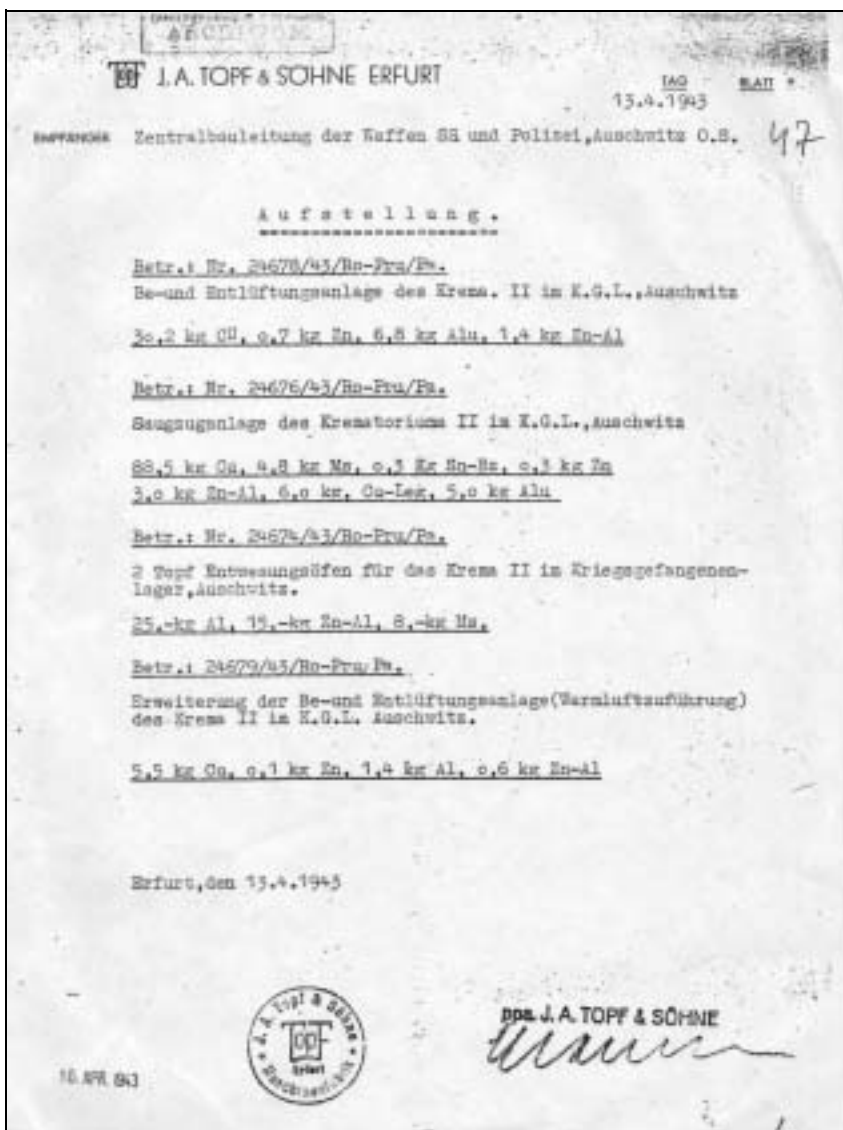 J. A. TOPF & SÖHNE ERFURT
TAG BLATT
13.4.1943
EMPFÄNGER Zentralbauleitung der Waffen SS und Polizei, Auschwitz O.S. 47
Aufstellung.
Betr.: Nr. 24678/43/Ro-Pru/Pa.
Be-und Entlüftungsanlage des Krema. II im K.G.L.,Auschwitz
3o,2 kg CU, o,7 kg Zn, 6,8 kg Alu, 1,4 kg Zn-Al
Betr.: Nr. 24676/43/Ro-Pru/Pa.
Saugzuganlage des Krematoriums II im K.G.L.,Auschwitz
88,5 kg Cu, 4,8 kg Ms, o,3 Kg Sn-Bz, o,3 kg Zn
3,o kg Zn-Al, 6,o kg, Cu-Leg, 5,o kg Alu
Betr.: Nr. 24674/43/Ro-Pru/Pa.
2 Topf Entwesungsöfen für das Krema II im Kriegsgefangenen-
lager,Auschwitz.
25,-kg Al, 15,-kg Zn-Al, 8,-kg Ms,
Betr.: 24679/43/Ro-Pru/Pa.
Erweiterung der Be-und Entlüftungsanlage(Warmluftzuführung)
des Krema II im K.G.L. Auschwitz.
5,5 kg Cu, o,1 kg Zn, 1,4 kg Al, o,6 kg Zn-Al
Erfurt,den 13.4.1943
J. A. Topf & Söhne
Erfurt
Maschinenfabrik
ppa. J. A. TOPF & SÖHNE
16. APR. 1943